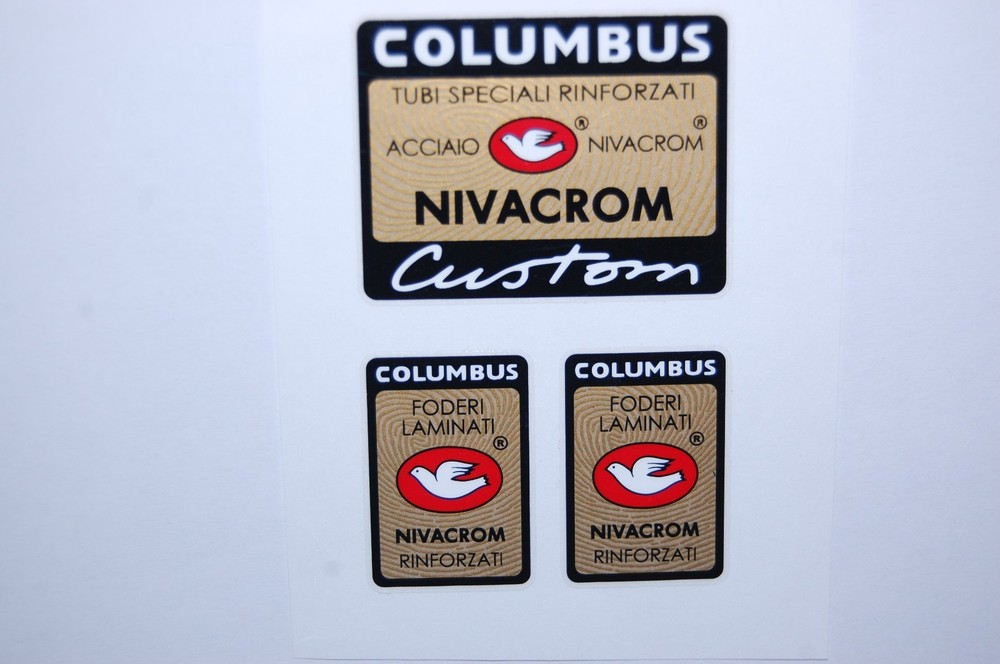 COLUMBUS
TUBI SPECIALI RINFORZATI
ACCIAIO ® NIVACROM®
NIVACROM
Custom
COLUMBUS
FODERI
LAMINATI
®
NIVACROM
RINFORZATI
COLUMBUS
FODERI
LAMINATI
®
NIVACROM
RINFORZATI